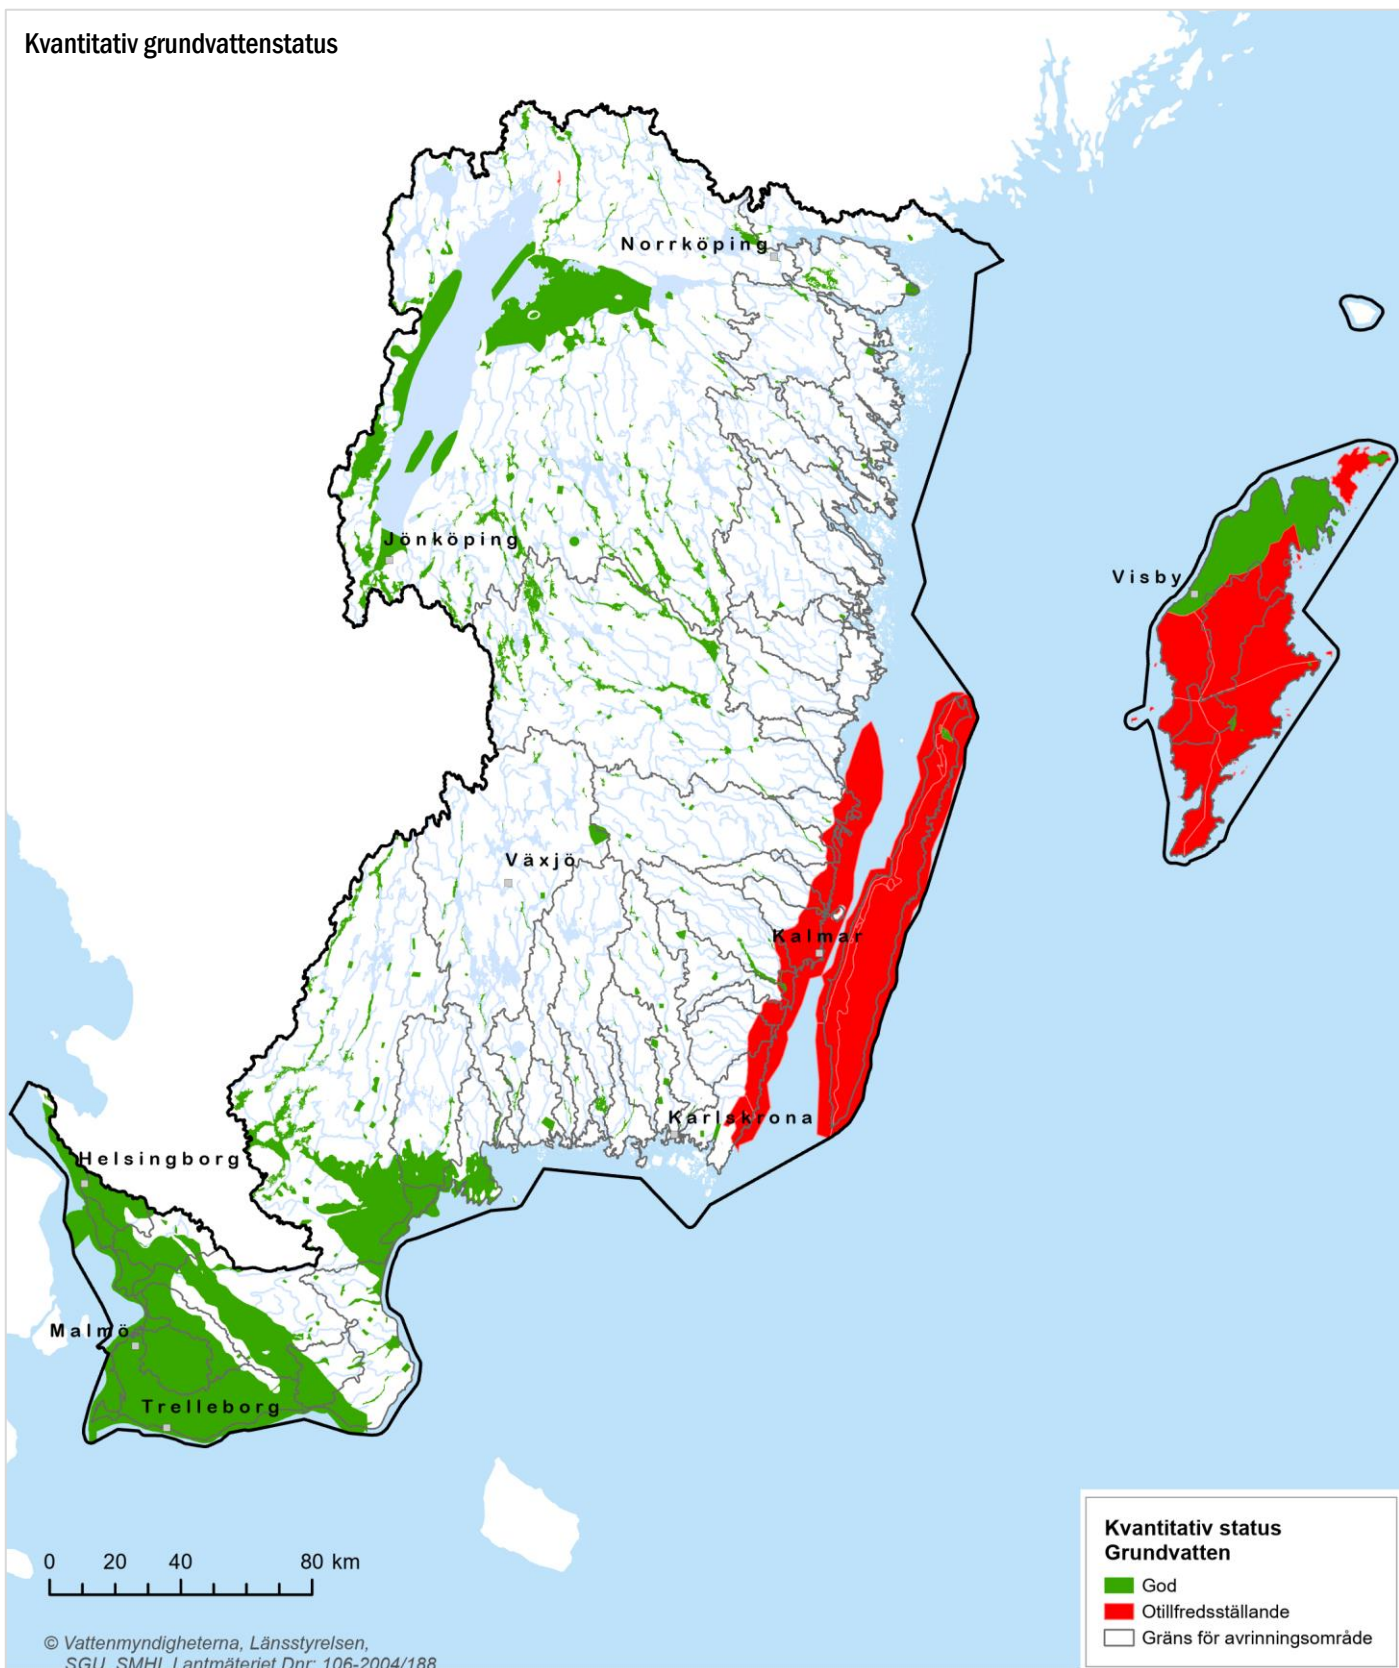 Kvantitativ grundvattenstatus
Norrköping
Jönköping
Visby
Växjö
Kalmar
Karlskrona
Helsingborg
Malmö
Trelleborg
0 20 40 80 km
Kvantitativ status
Grundvatten
God
Otillfredsställande
Gräns för avrinningsområde
© Vattenmyndigheterna, Länsstyrelsen,
SGU, SMHI, Lantmäteriet Dnr: 106-2004/188